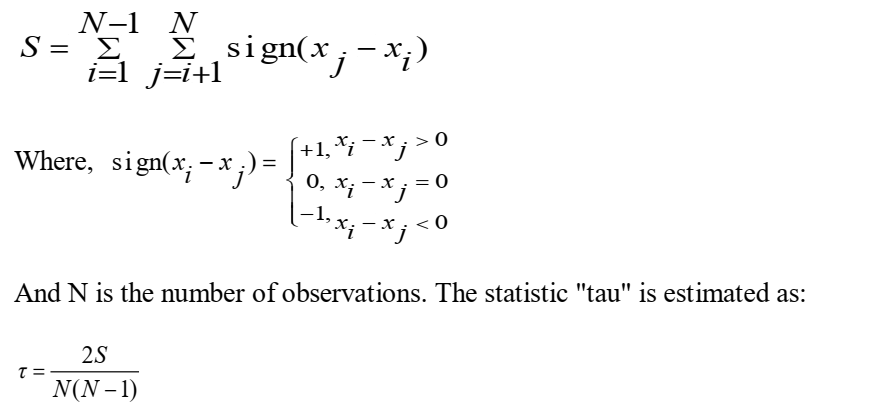 S = \sum_{i=1}^{N-1} \sum_{j=i+1}^{N} sign(x_j - x_i)
Where, sign(x_i - x_j) = \begin{cases} +1, x_i - x_j > 0 \\ 0, x_i - x_j = 0 \\ -1, x_i - x_j < 0 \end{cases}
And N is the number of observations. The statistic "tau" is estimated as:
\tau = \frac{2S}{N(N-1)}